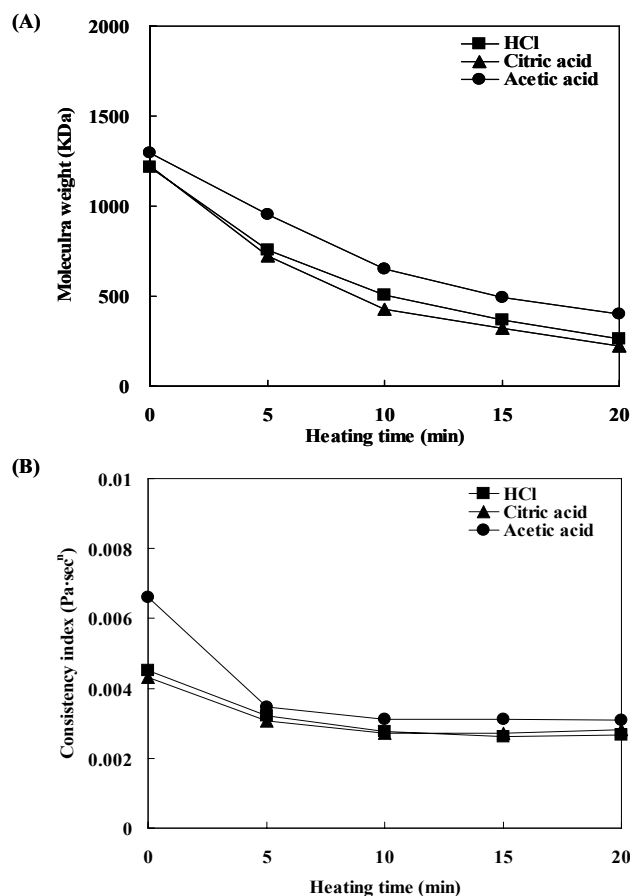 (A)
2000
1500
1000
500
0
Moleculra weight (KDa)
HCl
Citric acid
Acetic acid
0 5 10 15 20
Heating time (min)
(B)
0.01
0.008
0.006
0.004
0.002
0
Consistency index (Pa·secⁿ)
HCl
Citric acid
Acetic acid
0 5 10 15 20
Heating time (min)